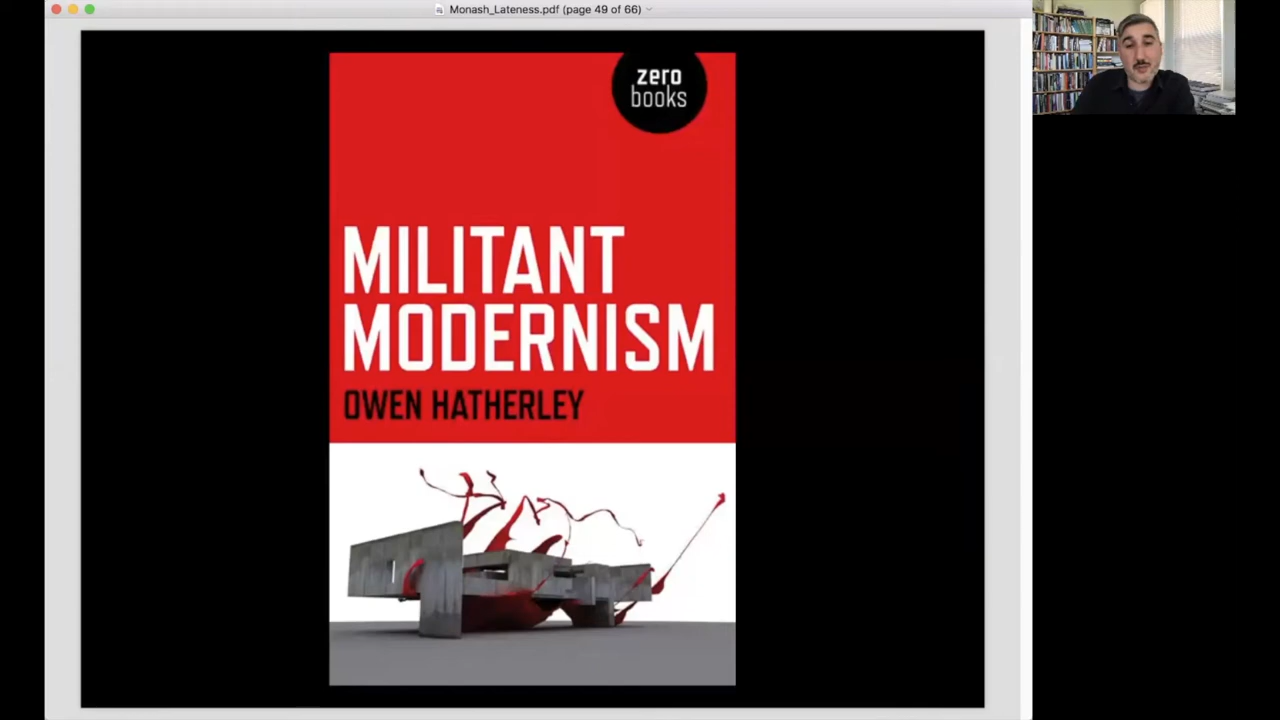 Monash_Lateness.pdf (page 49 of 66)
zero
books
MILITANT
MODERNISM
OWEN HATHERLEY